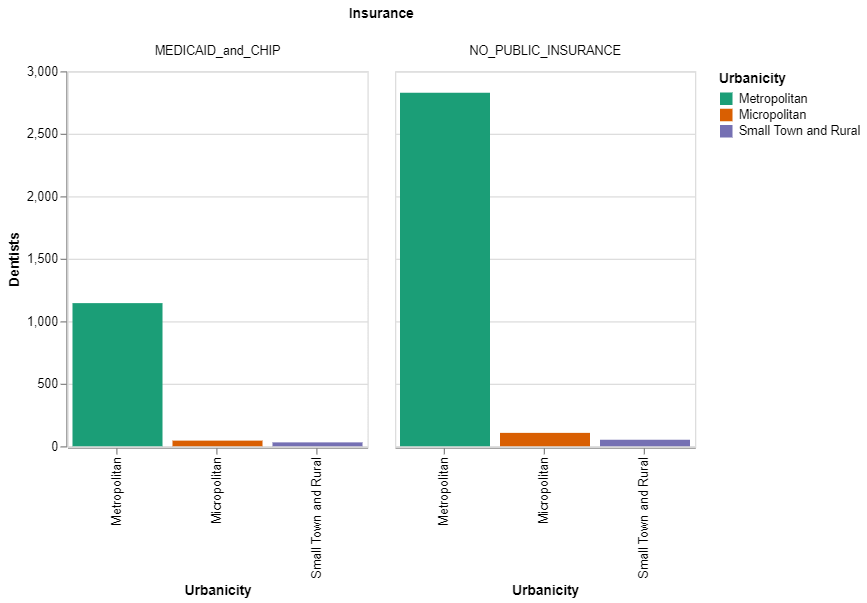 Insurance
MEDICAID_and_CHIP
NO_PUBLIC_INSURANCE
Urbanicity
Metropolitan
Micropolitan
Small Town and Rural
Dentists
3,000
2,500
2,000
1,500
1,000
500
0
Metropolitan
Micropolitan
Small Town and Rural
Metropolitan
Micropolitan
Small Town and Rural
Urbanicity
Urbanicity